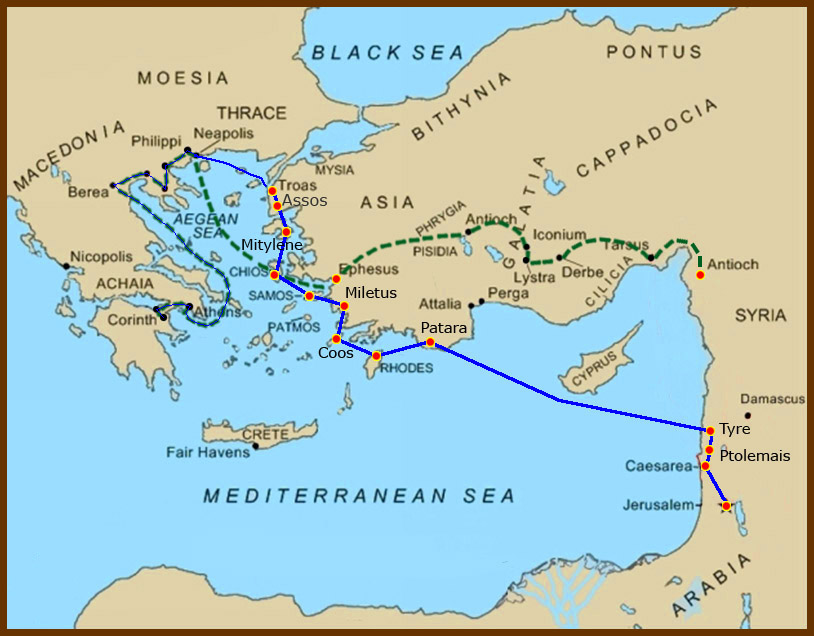 BLACK SEA
PONTUS
MOESIA
THRACE
BITHYNIA
CAPPADOCIA
MACEDONIA
Philippi
Neapolis
MYSIA
GALATIA
Berea
Troas
Assos
ASIA
AEGEAN
SEA
PHRYGIA
Antioch
Iconium
Mitylene
PISIDIA
Tarsus
Nicopolis
CHIOS
Ephesus
Lystra
Derbe
Antioch
ACHAIA
SAMOS
Miletus
Attalia
Perga
CILICIA
Corinth
Athens
PATMOS
Patara
SYRIA
Coos
RHODES
CYPRUS
Damascus
CRETE
Tyre
Fair Havens
Ptolemais
Caesarea
MEDITERRANEAN SEA
Jerusalem
ARABIA